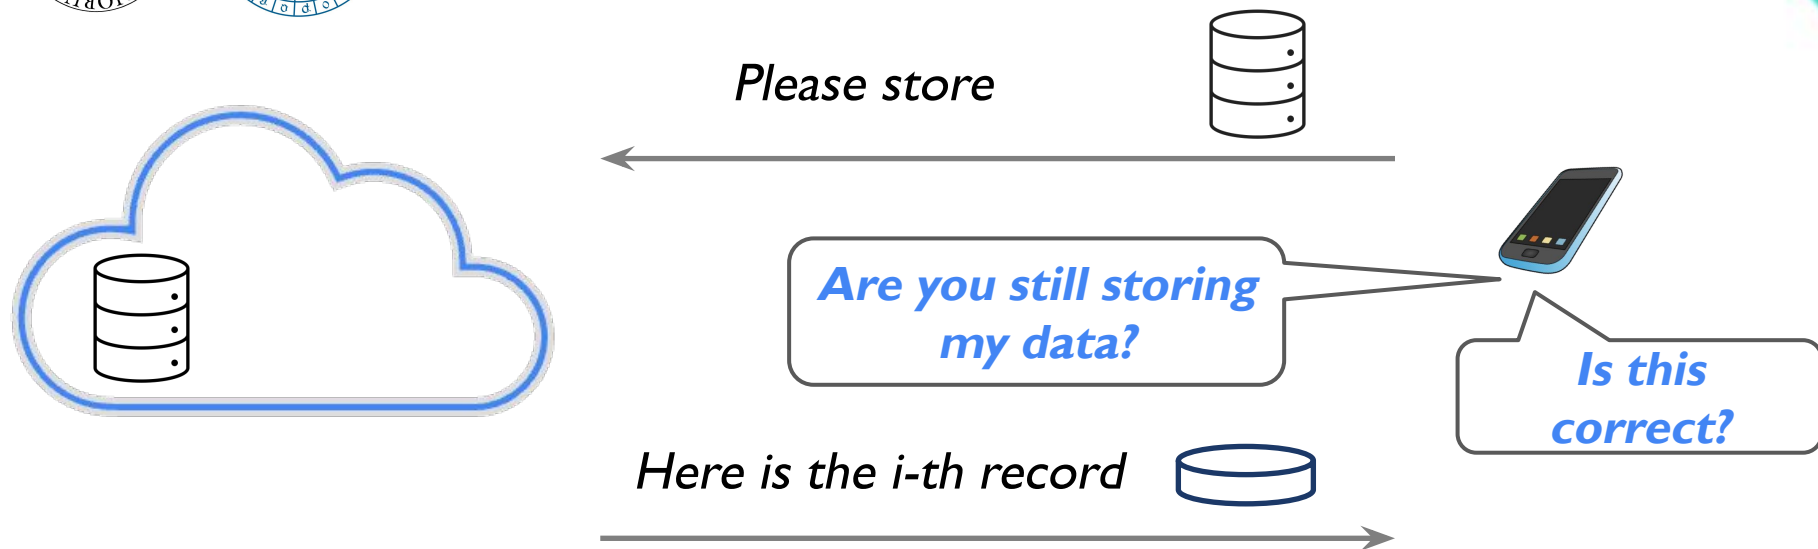 Please store
Are you still storing
my data?
Is this
correct?
Here is the i-th record